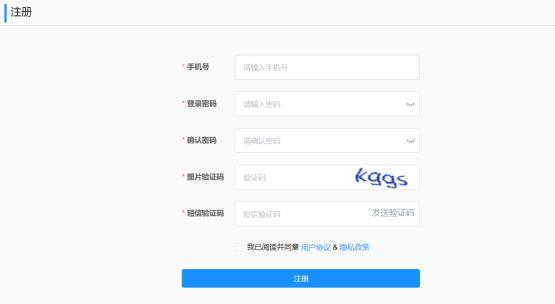 注册
* 手机号 请输入手机号
* 登录密码 请输入密码
* 确认密码 请确认密码
* 图片验证码 验证码 kggs
* 短信验证码 短信验证码 发送验证码
我已阅读并同意 用户协议 & 隐私政策
注册